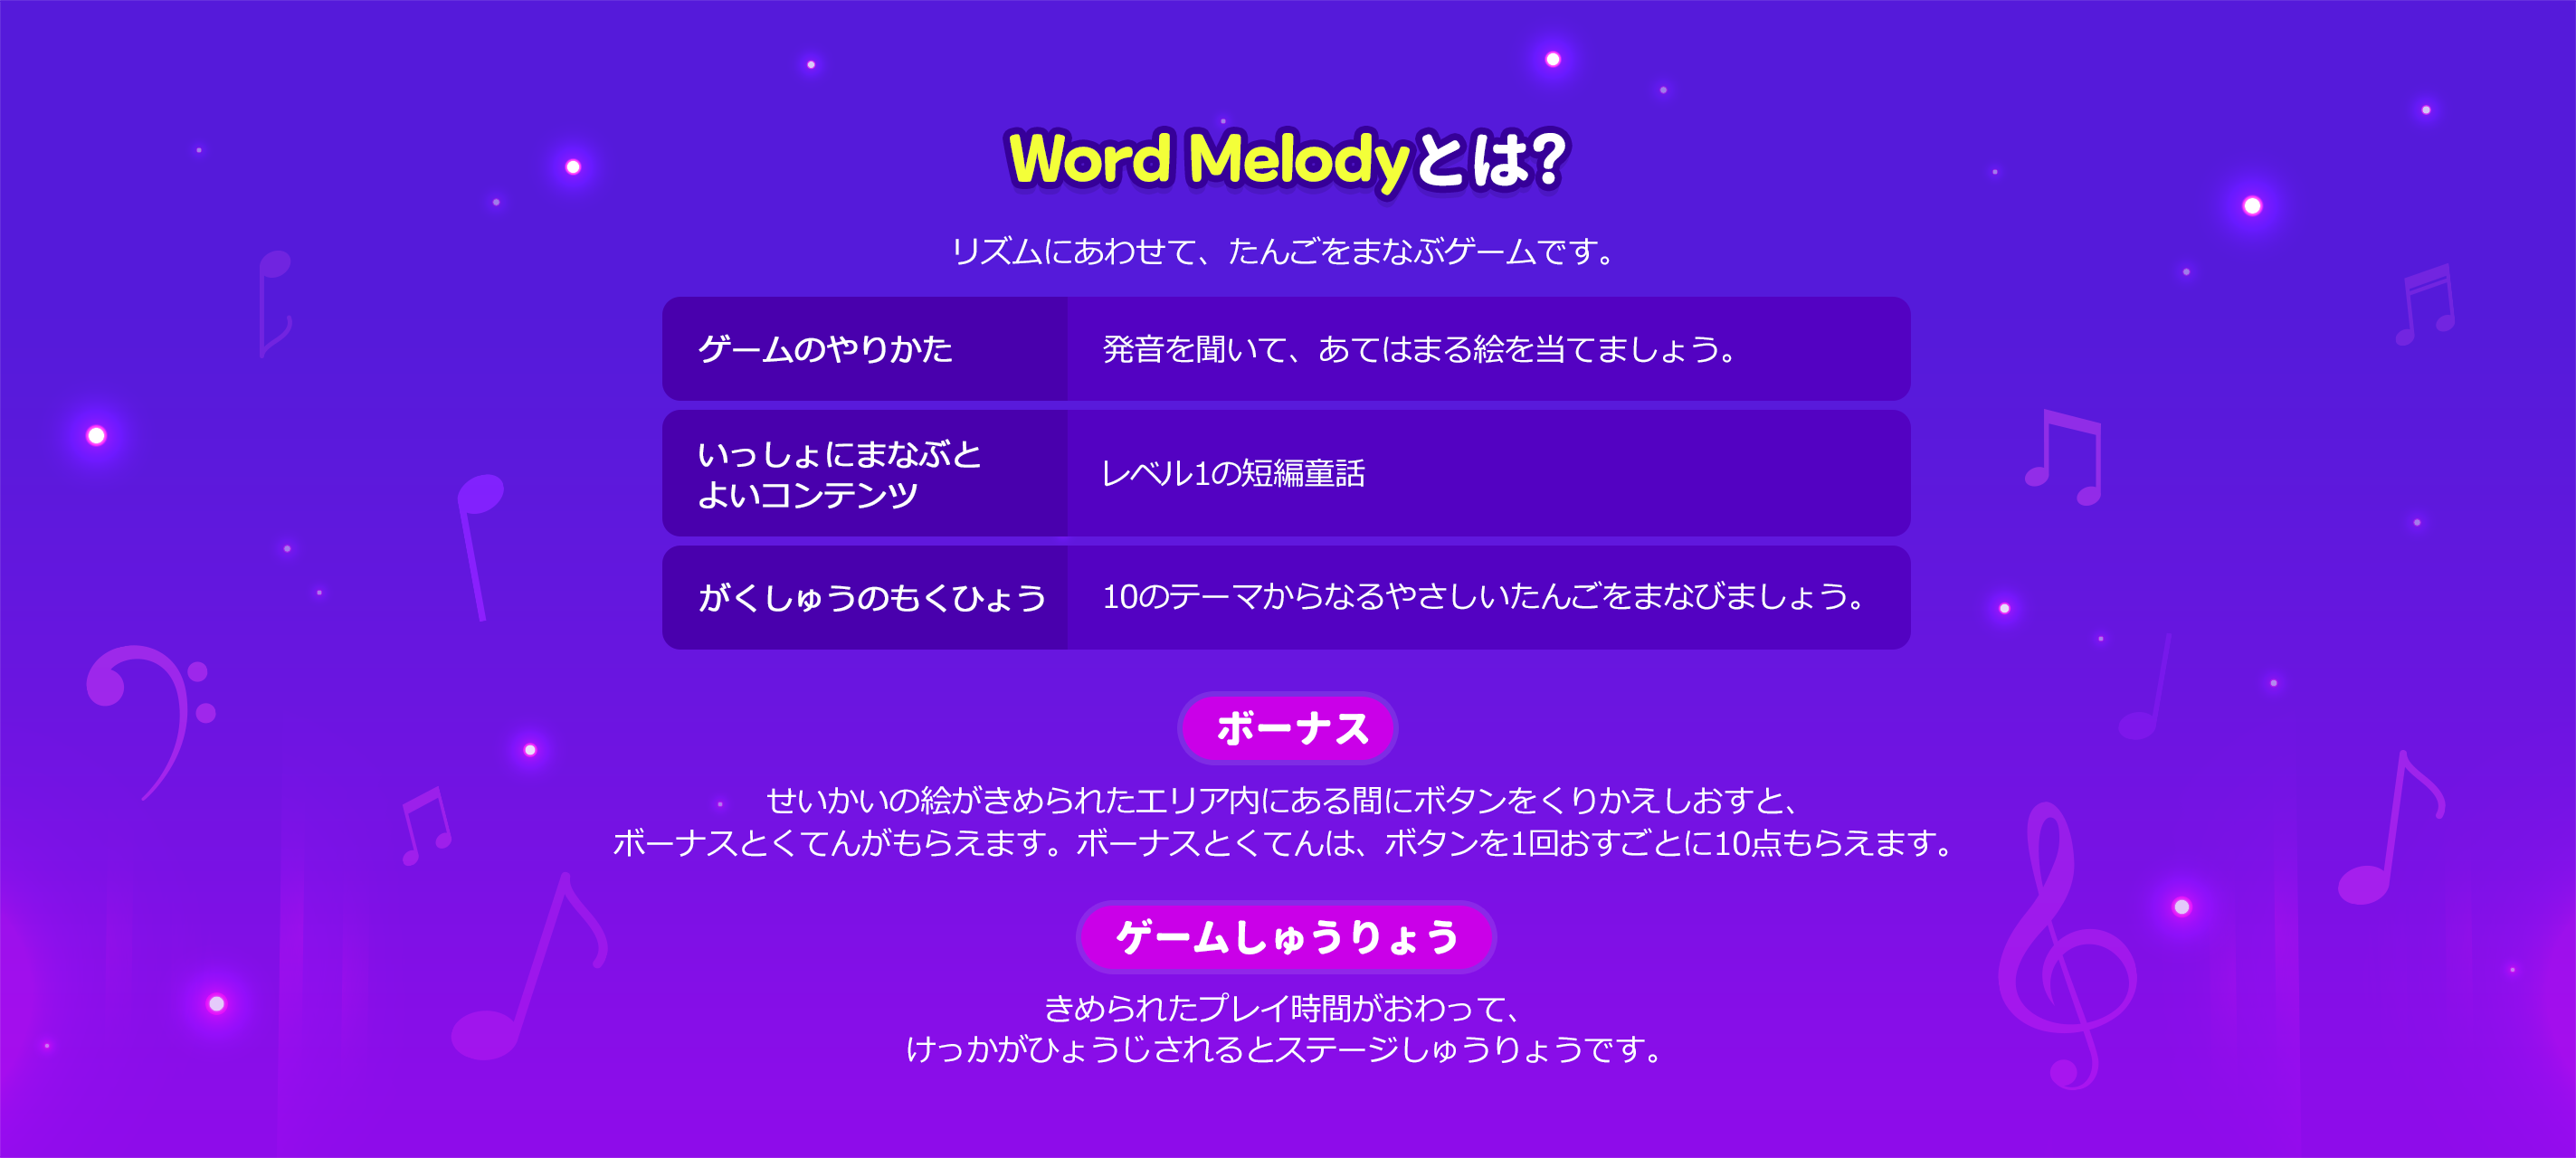 Word Melodyとは?
リズムにあわせて、たんごをまなぶゲームです。
ゲームのやりかた
発音を聞いて、あてはまる絵を当てましょう。
いっしょにまなぶと
よいコンテンツ
レベル1の短編童話
がくしゅうのもくひょう
10のテーマからなるやさしいたんごをまなびましょう。
ボーナス
せいかいの絵がきめられたエリア内にある間にボタンをくりかえしおすと、
ボーナスとくてんがもらえます。ボーナスとくてんは、ボタンを1回おすごとに10点もらえます。
ゲームしゅうりょう
きめられたプレイ時間がおわって、
けっかがひょうじされるとステージしゅうりょうです。